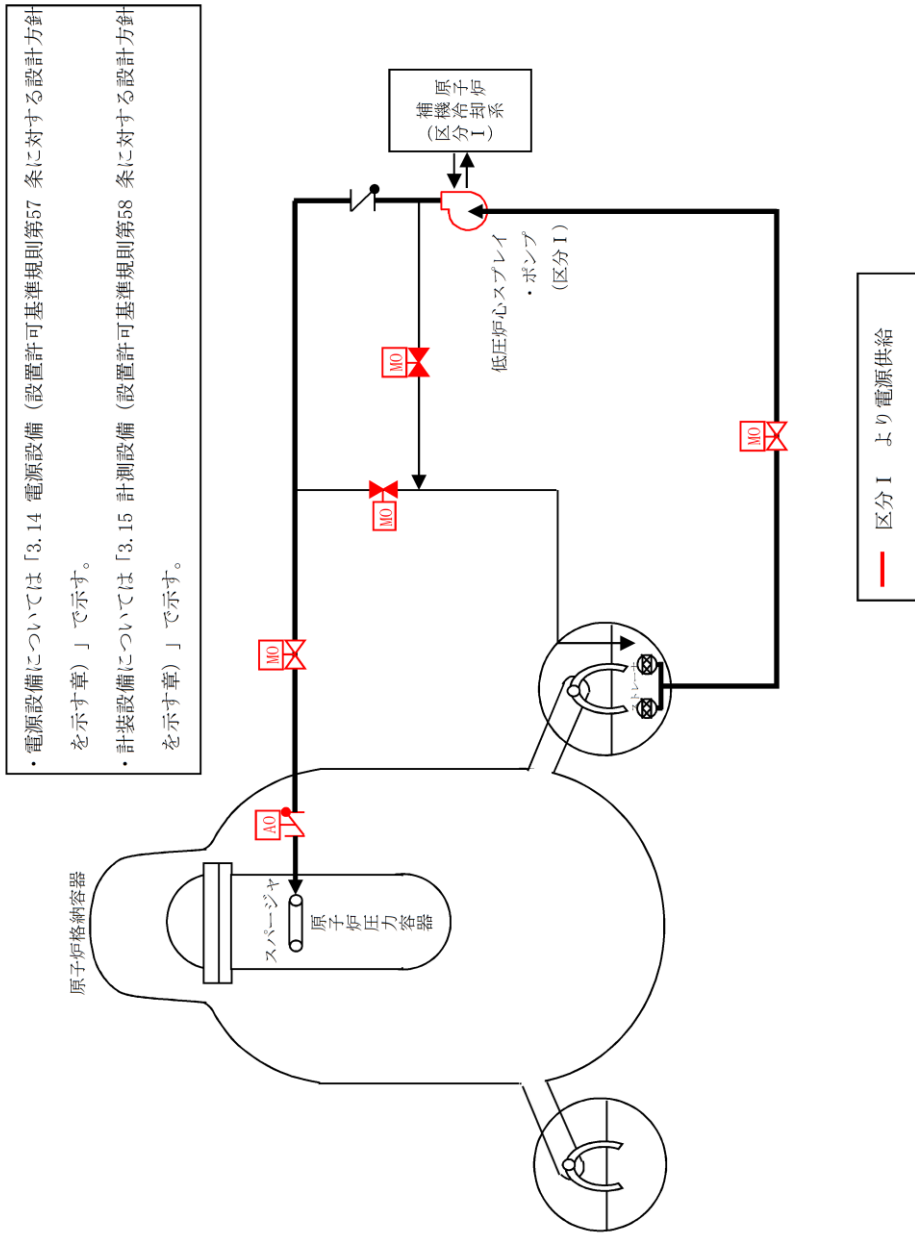 ・電源設備については「3.14 電源設備（設置許可基準規則第57 条に対する設計方針
を示す章）」で示す。
・計装設備については「3.15 計測設備（設置許可基準規則第58 条に対する設計方針
を示す章）」で示す。
原子炉格納容器
スパージャ
原子炉圧力容器
AO
MO
MO
MO
原子炉
補機冷却系
（区分Ⅰ）
低圧炉心スプレイ
・ポンプ
（区分Ⅰ）
ストレーナ
MO
区分Ⅰ より電源供給